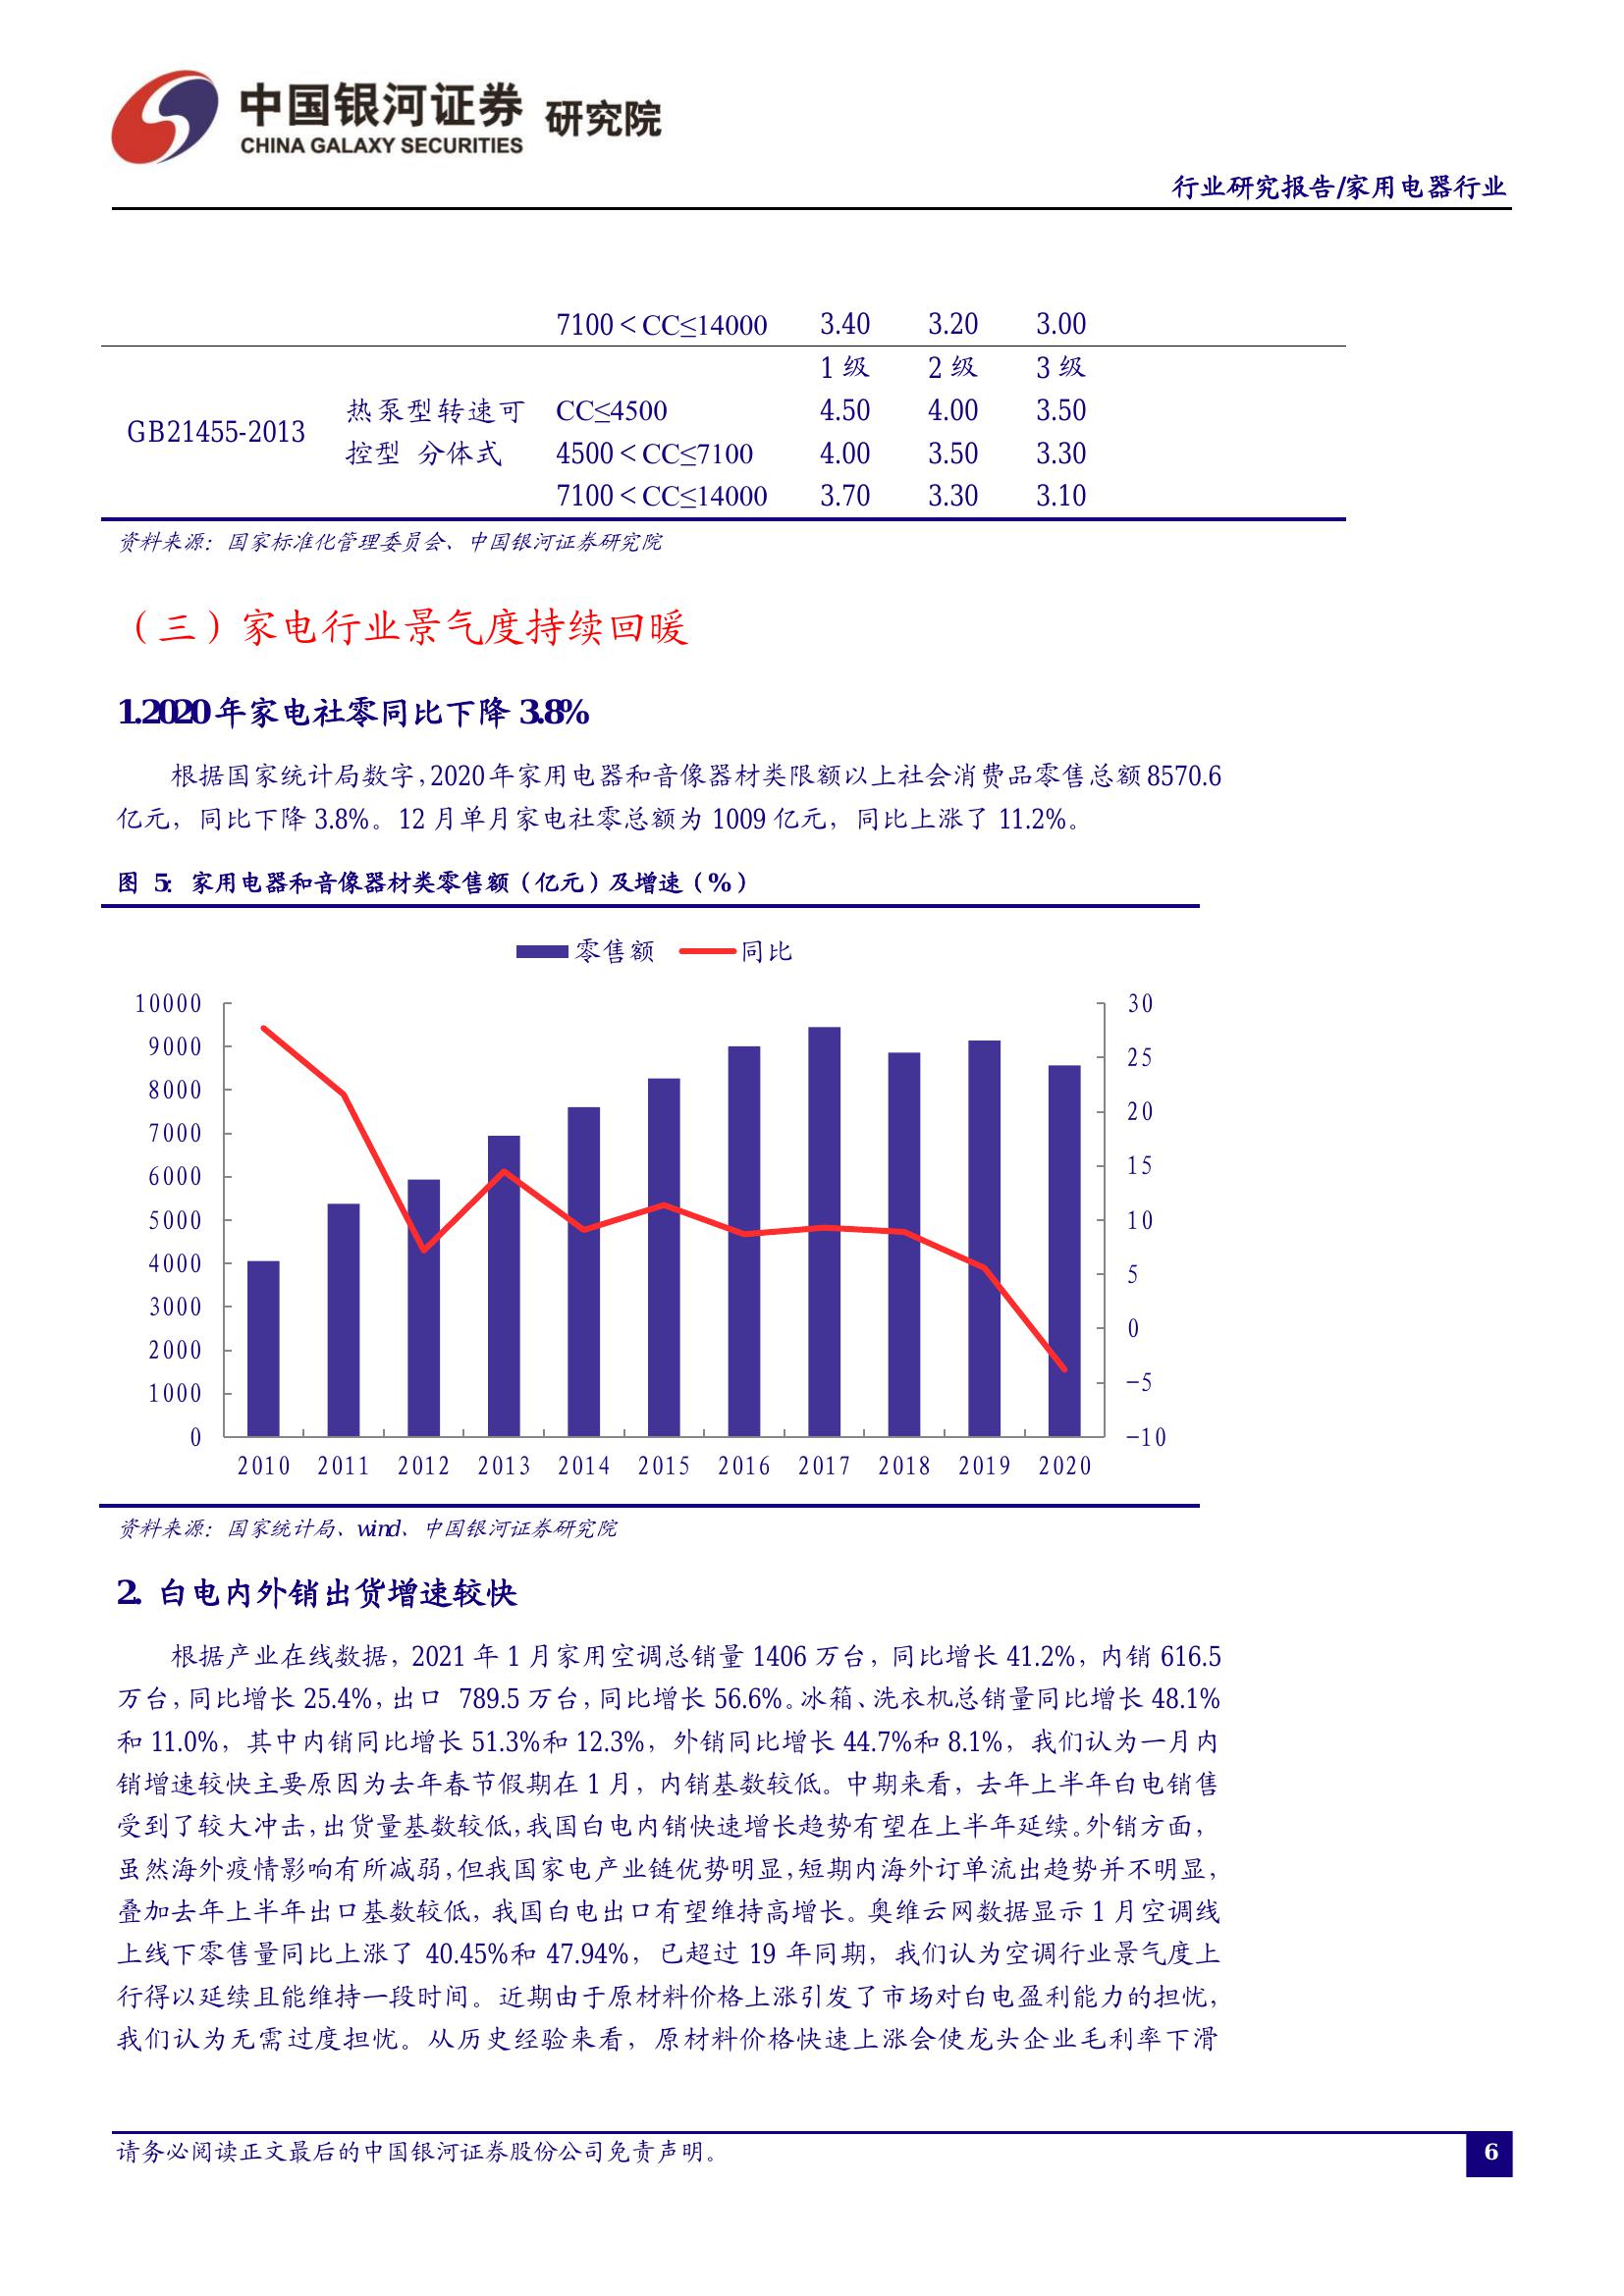 中国银河证券 研究院
CHINA GALAXY SECURITIES
行业研究报告/家用电器行业
7100＜CC≤14000 3.40 3.20 3.00
1 级 2 级 3 级
GB21455-2013
热泵型转速可
控型 分体式
CC≤4500 4.50 4.00 3.50
4500＜CC≤7100 4.00 3.50 3.30
7100＜CC≤14000 3.70 3.30 3.10
资料来源：国家标准化管理委员会、中国银河证券研究院
（三）家电行业景气度持续回暖
1.2020 年家电社零同比下降 3.8%
根据国家统计局数字，2020 年家用电器和音像器材类限额以上社会消费品零售总额 8570.6
亿元，同比下降 3.8%。12 月单月家电社零总额为 1009 亿元，同比上涨了 11.2%。
图 5：家用电器和音像器材类零售额（亿元）及增速（%）
零售额 同比
10000 30
9000 25
8000 20
7000 15
6000 10
5000 5
4000 0
3000 −5
2000 −10
1000
0
2010 2011 2012 2013 2014 2015 2016 2017 2018 2019 2020
资料来源：国家统计局、wind、中国银河证券研究院
2. 白电内外销出货增速较快
根据产业在线数据，2021 年 1 月家用空调总销量 1406 万台，同比增长 41.2%，内销 616.5
万台，同比增长 25.4%，出口 789.5 万台，同比增长 56.6%。冰箱、洗衣机总销量同比增长 48.1%
和 11.0%，其中内销同比增长 51.3%和 12.3%，外销同比增长 44.7%和 8.1%，我们认为一月内
销增速较快主要原因为去年春节假期在 1 月，内销基数较低。中期来看，去年上半年白电销售
受到了较大冲击，出货量基数较低，我国白电内销快速增长趋势有望在上半年延续。外销方面，
虽然海外疫情影响有所减弱，但我国家电产业链优势明显，短期内海外订单流出趋势并不明显，
叠加去年上半年出口基数较低，我国白电出口有望维持高增长。奥维云网数据显示 1 月空调线
上线下零售量同比上涨了 40.45%和 47.94%，已超过 19 年同期，我们认为空调行业景气度上
行得以延续且能维持一段时间。近期由于原材料价格上涨引发了市场对白电盈利能力的担忧，
我们认为无需过度担忧。从历史经验来看，原材料价格快速上涨会使龙头企业毛利率下滑
请务必阅读正文最后的中国银河证券股份公司免责声明。
6